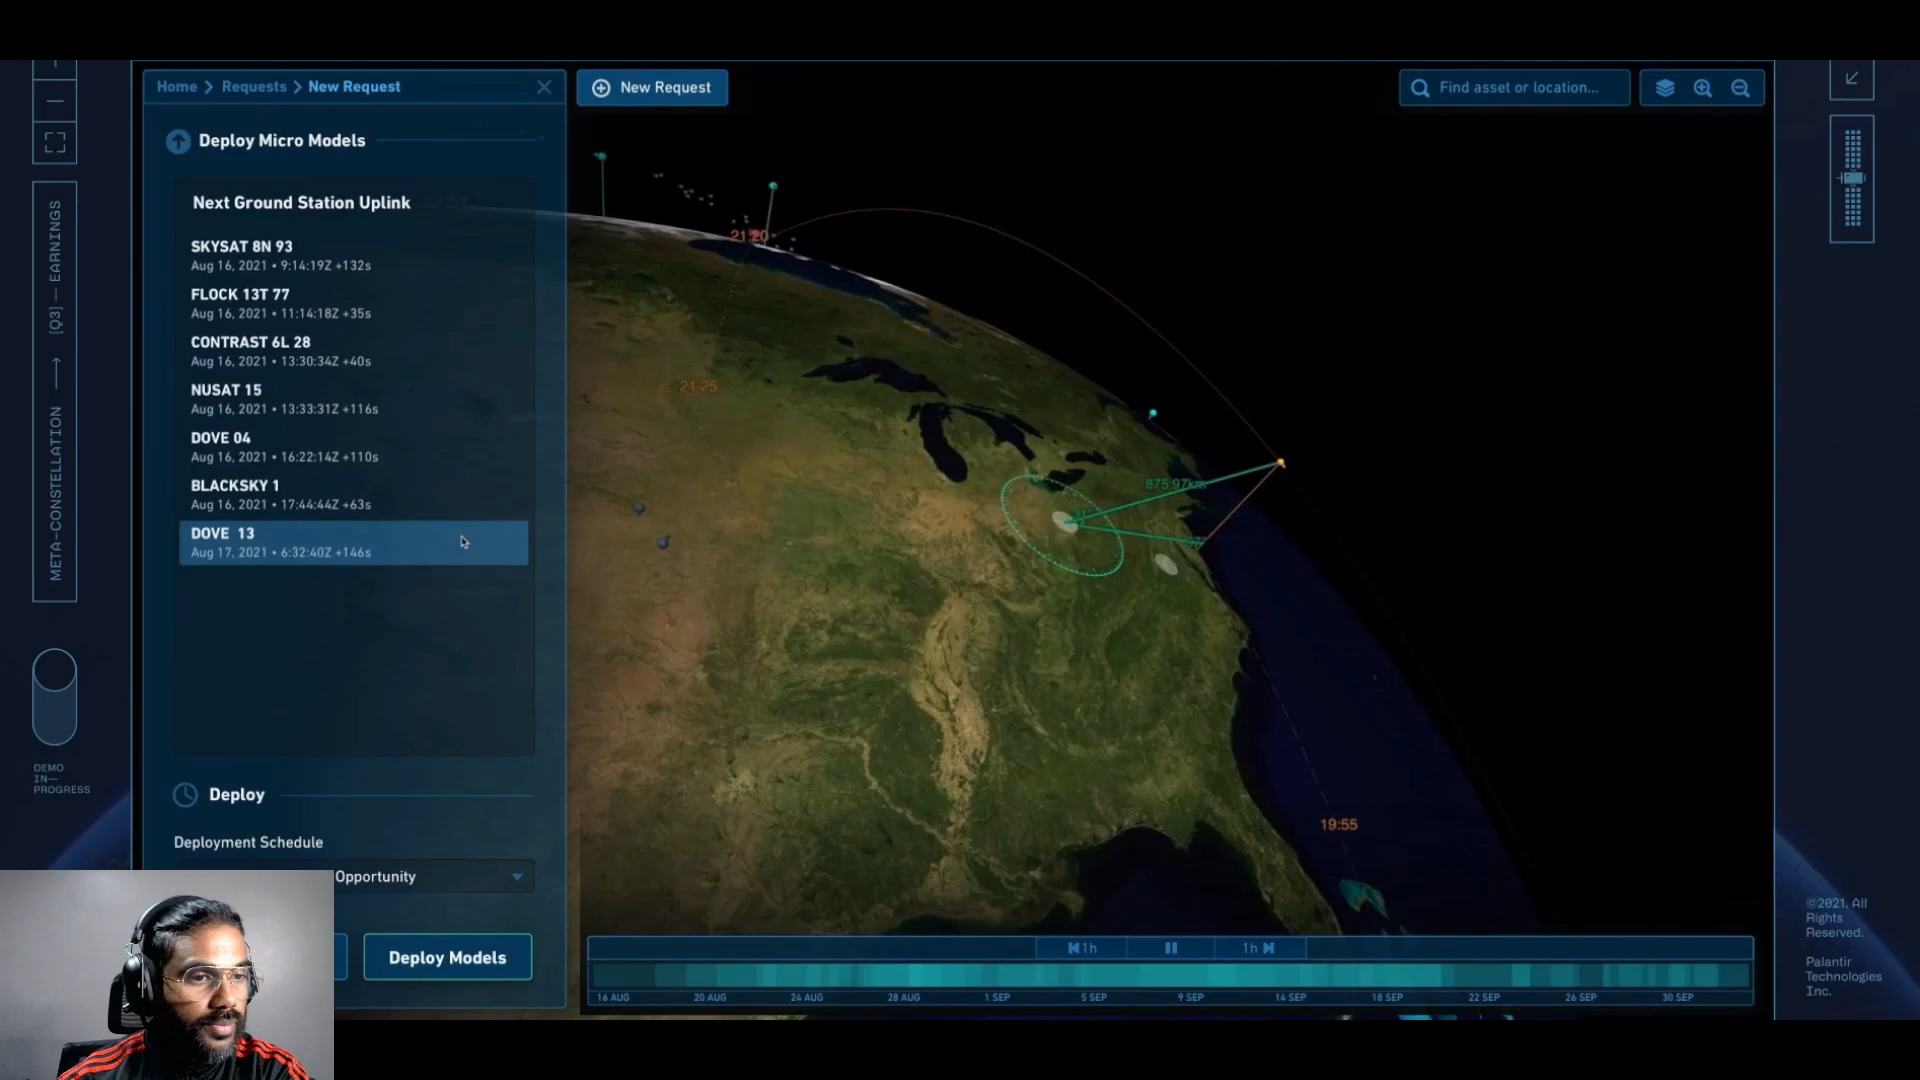 Home > Requests > New Request
New Request
Find asset or location...
Deploy Micro Models
Next Ground Station Uplink
SKYSAT 8N 93
Aug 16, 2021 • 9:14:19Z +132s
FLOCK 13T 77
Aug 16, 2021 • 11:14:18Z +35s
CONTRAST 6L 28
Aug 16, 2021 • 13:30:34Z +40s
NUSAT 15
Aug 16, 2021 • 13:33:31Z +116s
DOVE 04
Aug 16, 2021 • 16:22:14Z +110s
BLACKSKY 1
Aug 16, 2021 • 17:44:44Z +63s
DOVE 13
Aug 17, 2021 • 6:32:40Z +146s
Deploy
Deployment Schedule
Opportunity
Deploy Models
META-CONSTELLATION → [Q3] — EARNINGS
DEMO
IN—
PROGRESS
21:20
21:25
875.97km
19:55
1h
1h
16 AUG 20 AUG 24 AUG 28 AUG 1 SEP 5 SEP 9 SEP 14 SEP 18 SEP 22 SEP 26 SEP 30 SEP
©2021. All
Rights
Reserved.
Palantir
Technologies
Inc.